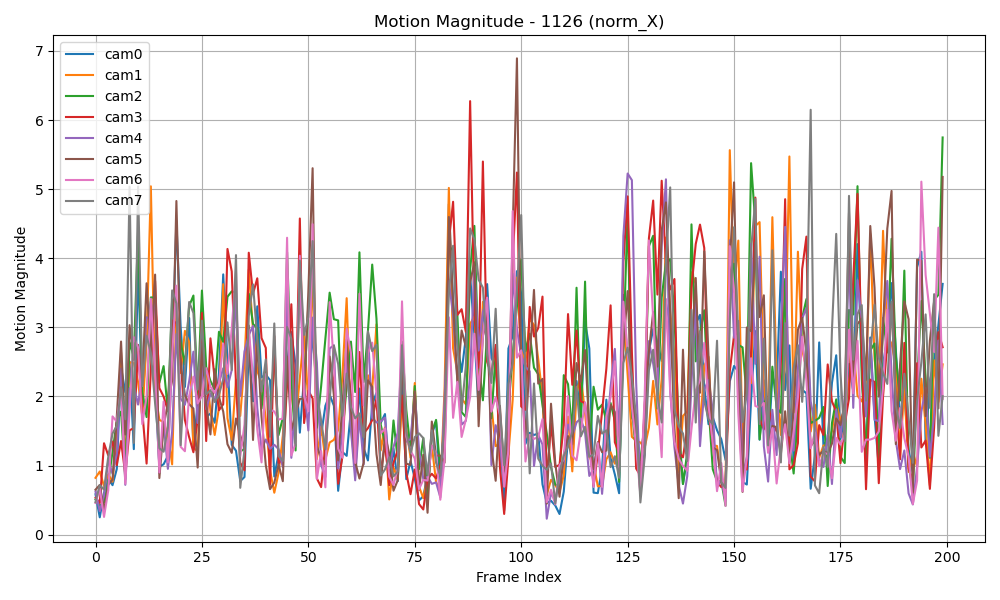 Motion Magnitude - 1126 (norm_X)
7
6
5
4
3
2
1
0
Motion Magnitude
cam0
cam1
cam2
cam3
cam4
cam5
cam6
cam7
0 25 50 75 100 125 150 175 200
Frame Index